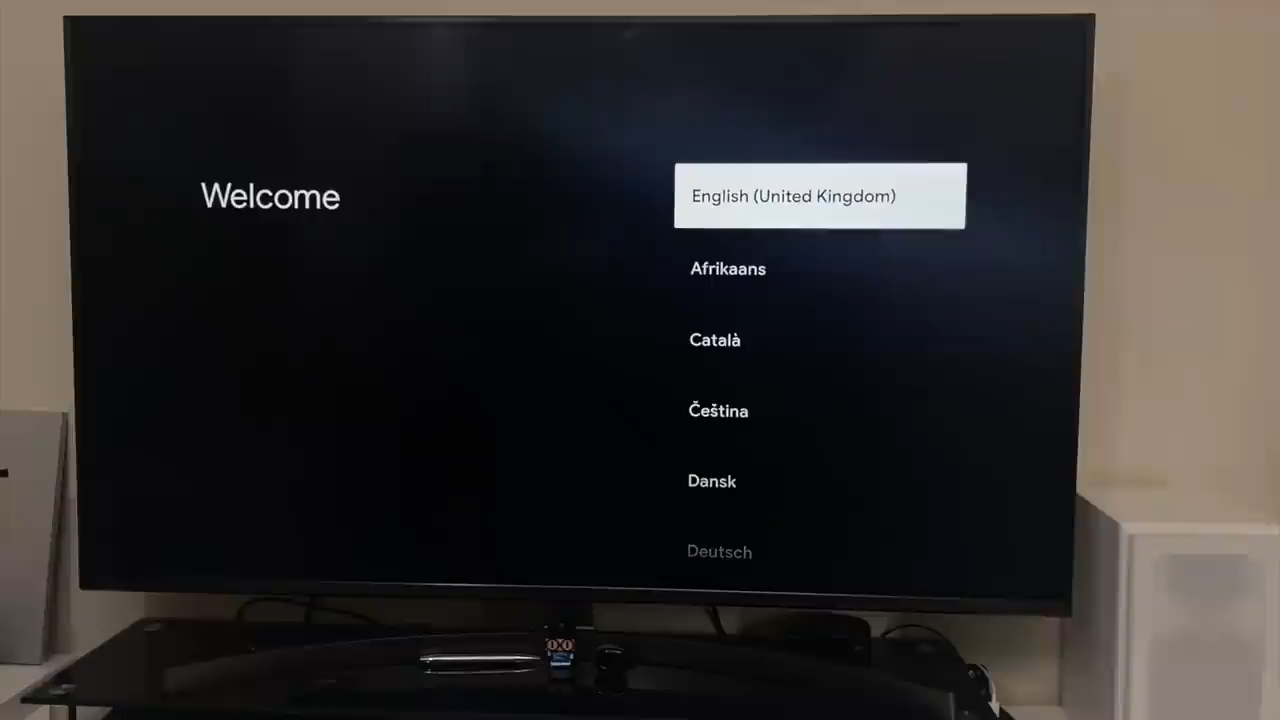 Welcome
English (United Kingdom)
Afrikaans
Català
Čeština
Dansk
Deutsch